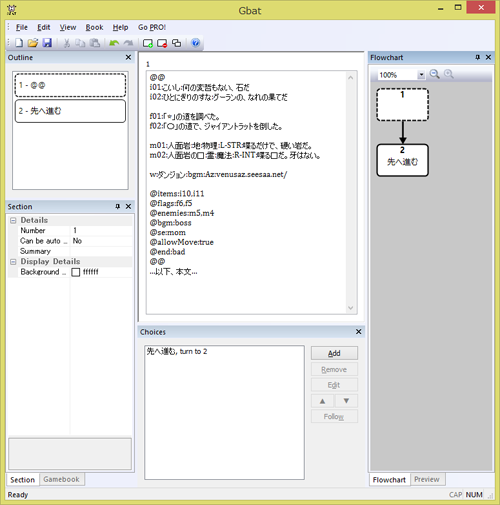 Gbat
File Edit View Book Help Go PRO!
Outline
1 - @@
2 - 先へ進む
Section
Details
Number 1
Can be auto ... No
Summary
Display Details
Background ... ffffff
Section Gamebook
1
@@
i01:こいし:何の変哲もない、石だ
i02:ひとにぎりのすな:グーランの、なれの果てだ
f01:「=」の道を調べた。
f02:「〇」の道で、ジャイアントラットを倒した。
m01:人面岩:地:物理:L-STR:喋るだけで、硬い岩だ。
m02:人面岩の口:霊:魔法:R-INT:喋る口だ。牙はない。
w:ダンジョン:bgm:Az:venusaz.seesaa.net/
@items:i10,i11
@flags:f6,f5
@enemies:m5,m4
@bgm:boss
@se:mom
@allowMove:true
@end:bad
@@
...以下、本文...
Choices
先へ進む, turn to 2
Add
Remove
Edit
Follow
Flowchart
100%
1
2
先へ進む
Flowchart Preview
Ready
CAP NUM